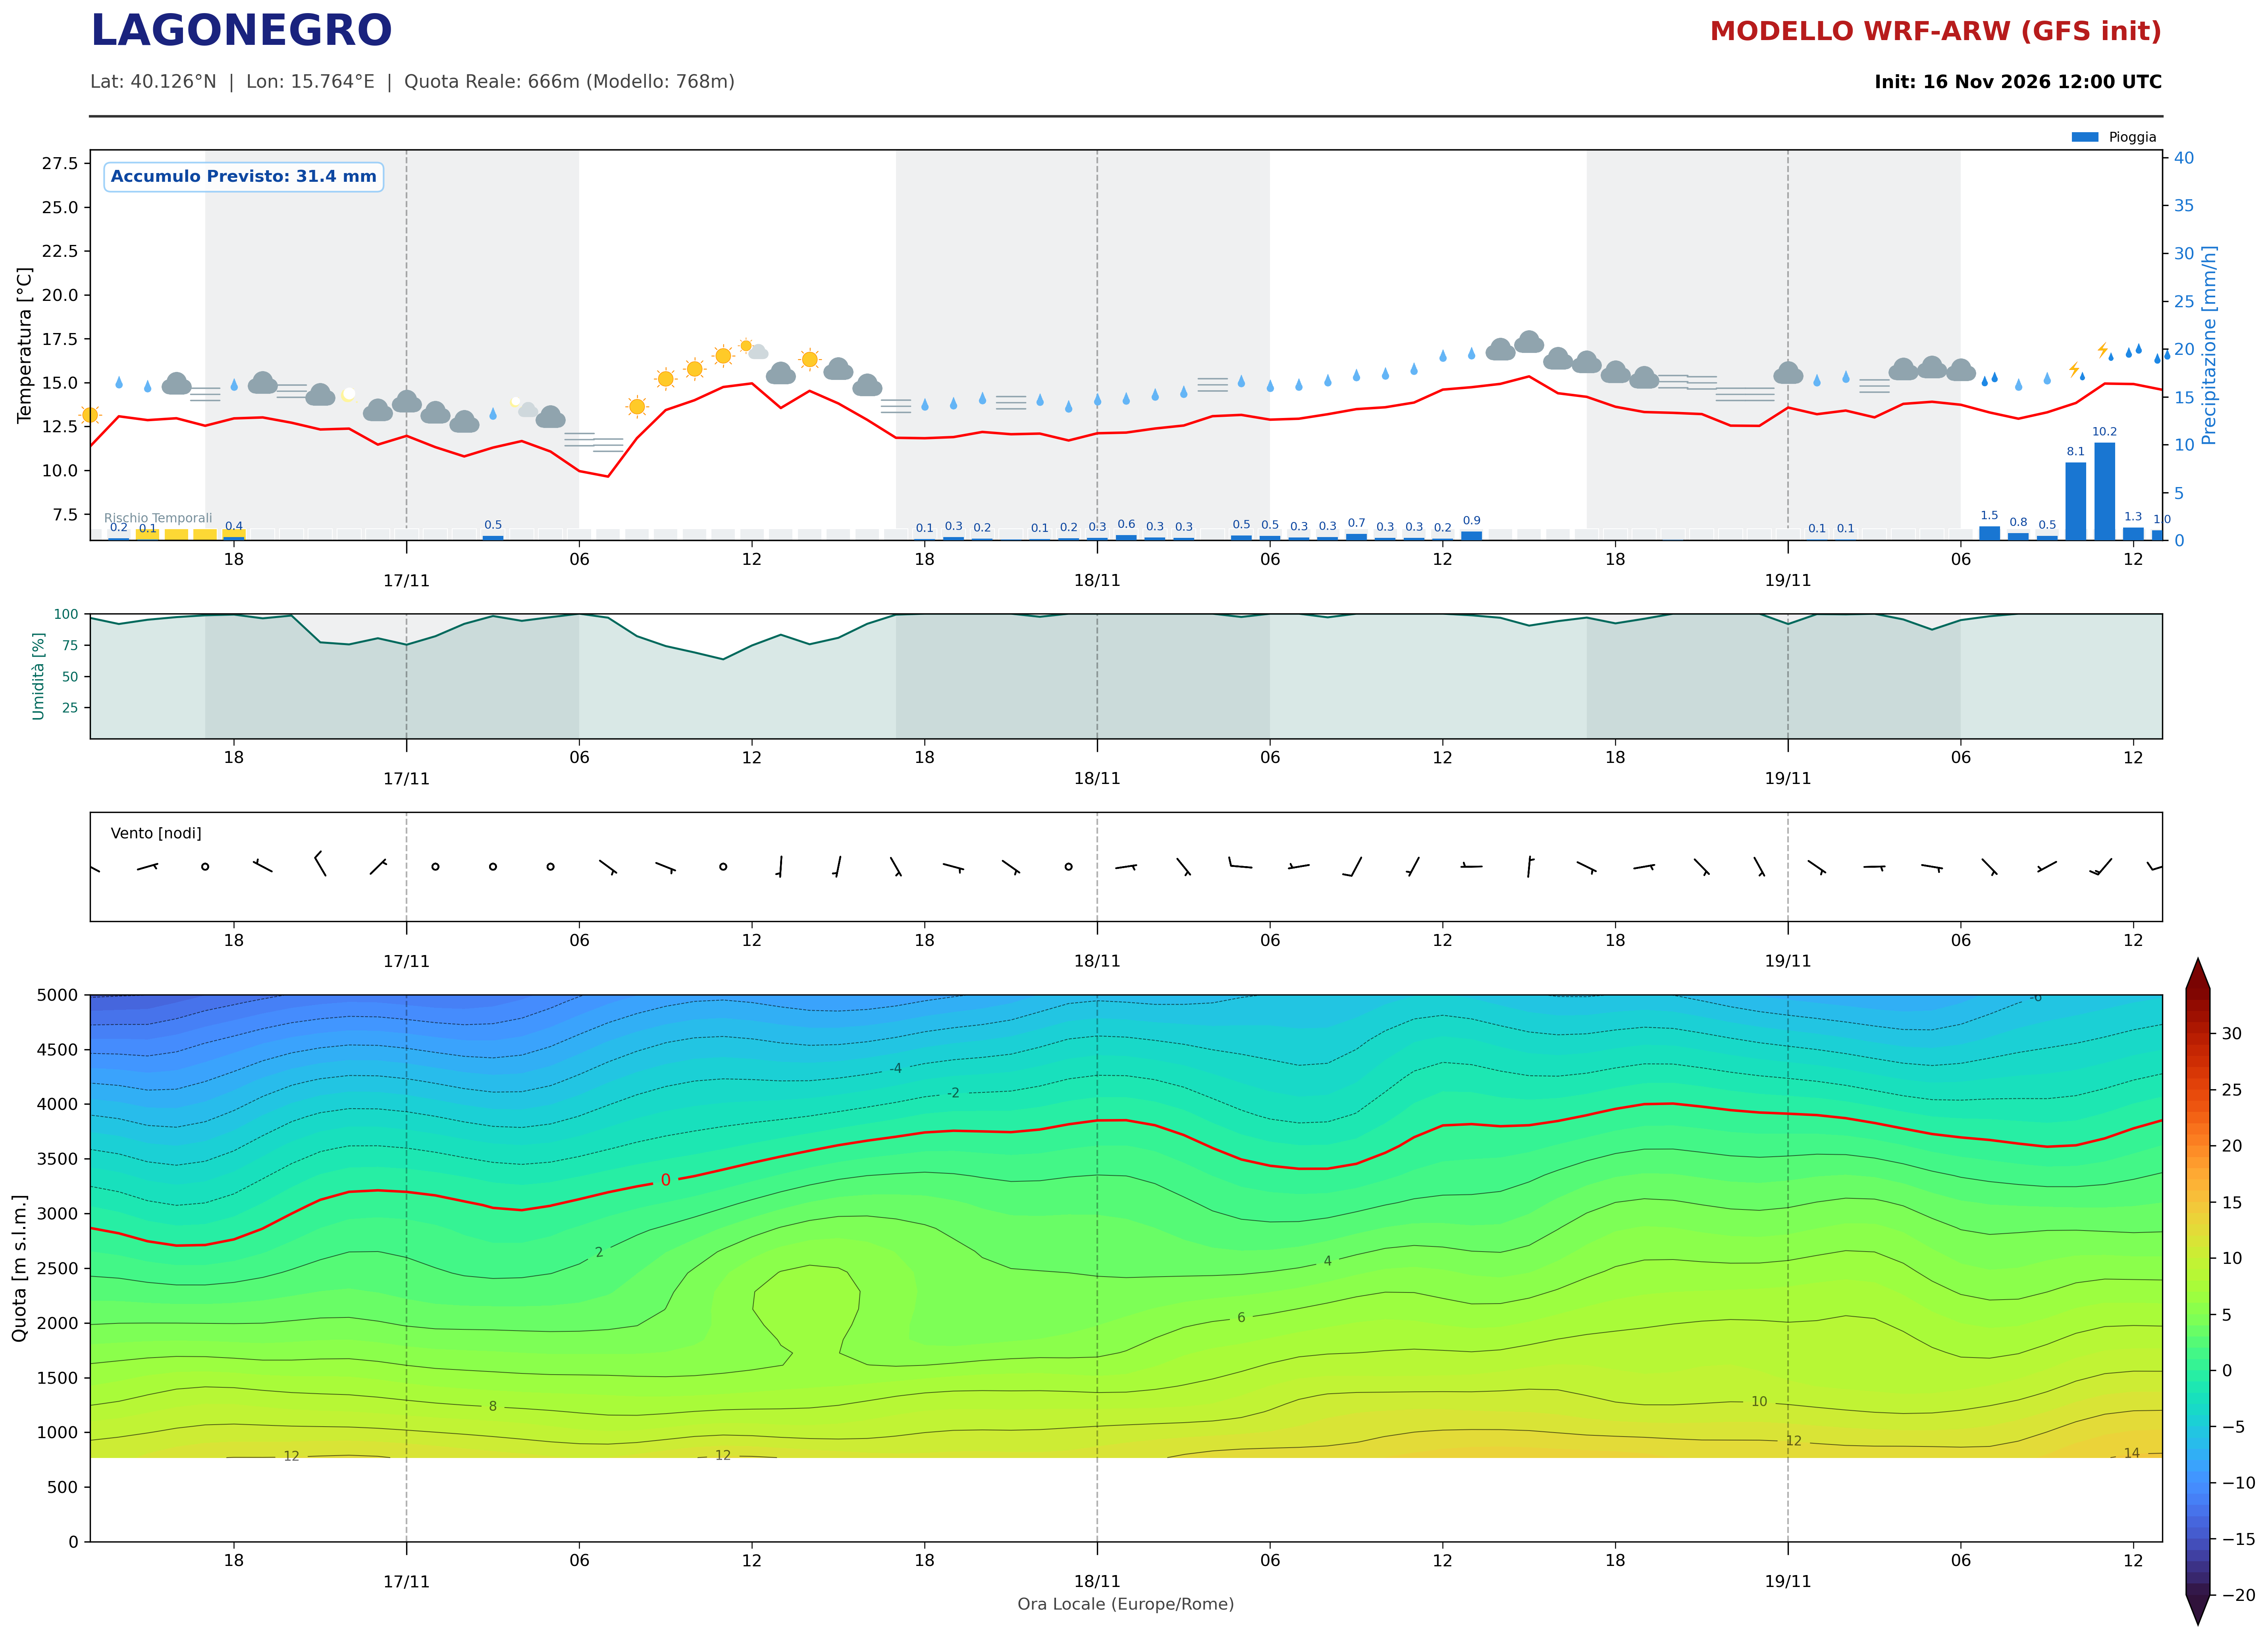 LAGONEGRO
MODELLO WRF-ARW (GFS init)
Lat: 40.126°N | Lon: 15.764°E | Quota Reale: 666m (Modello: 768m)
Init: 16 Nov 2026 12:00 UTC
Pioggia
Accumulo Previsto: 31.4 mm
Temperatura [°C]
27.5
25.0
22.5
20.0
17.5
15.0
12.5
10.0
7.5
Precipitazione [mm/h]
40
35
30
25
20
15
10
5
0
Rischio Temporali
0.2 0.1 0.4 0.5 0.1 0.3 0.2 0.1 0.2 0.3 0.6 0.3 0.3 0.5 0.5 0.3 0.3 0.7 0.3 0.3 0.2 0.9 0.1 0.1 1.5 0.8 0.5 8.1 10.2 1.3 1.0
18 06 12 18 06 12 18 06 12
17/11 18/11 19/11
Umidità [%]
100
75
50
25
18 06 12 18 06 12 18 06 12
17/11 18/11 19/11
Vento [nodi]
18 06 12 18 06 12 18 06 12
17/11 18/11 19/11
Quota [m s.l.m.]
5000
4500
4000
3500
3000
2500
2000
1500
1000
500
0
-6
-4
-2
0
2
4
6
8
10
12
12
12
14
18 06 12 18 06 12 18 06 12
17/11 18/11 19/11
Ora Locale (Europe/Rome)
30
25
20
15
10
5
0
−5
−10
−15
−20